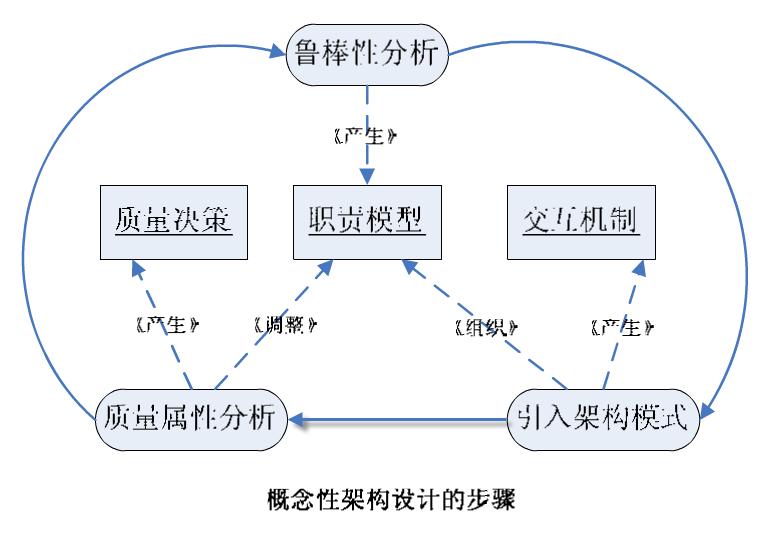 鲁棒性分析
《产生》
质量决策
职责模型
交互机制
《产生》
《调整》
《组织》
《产生》
质量属性分析
引入架构模式
概念性架构设计的步骤